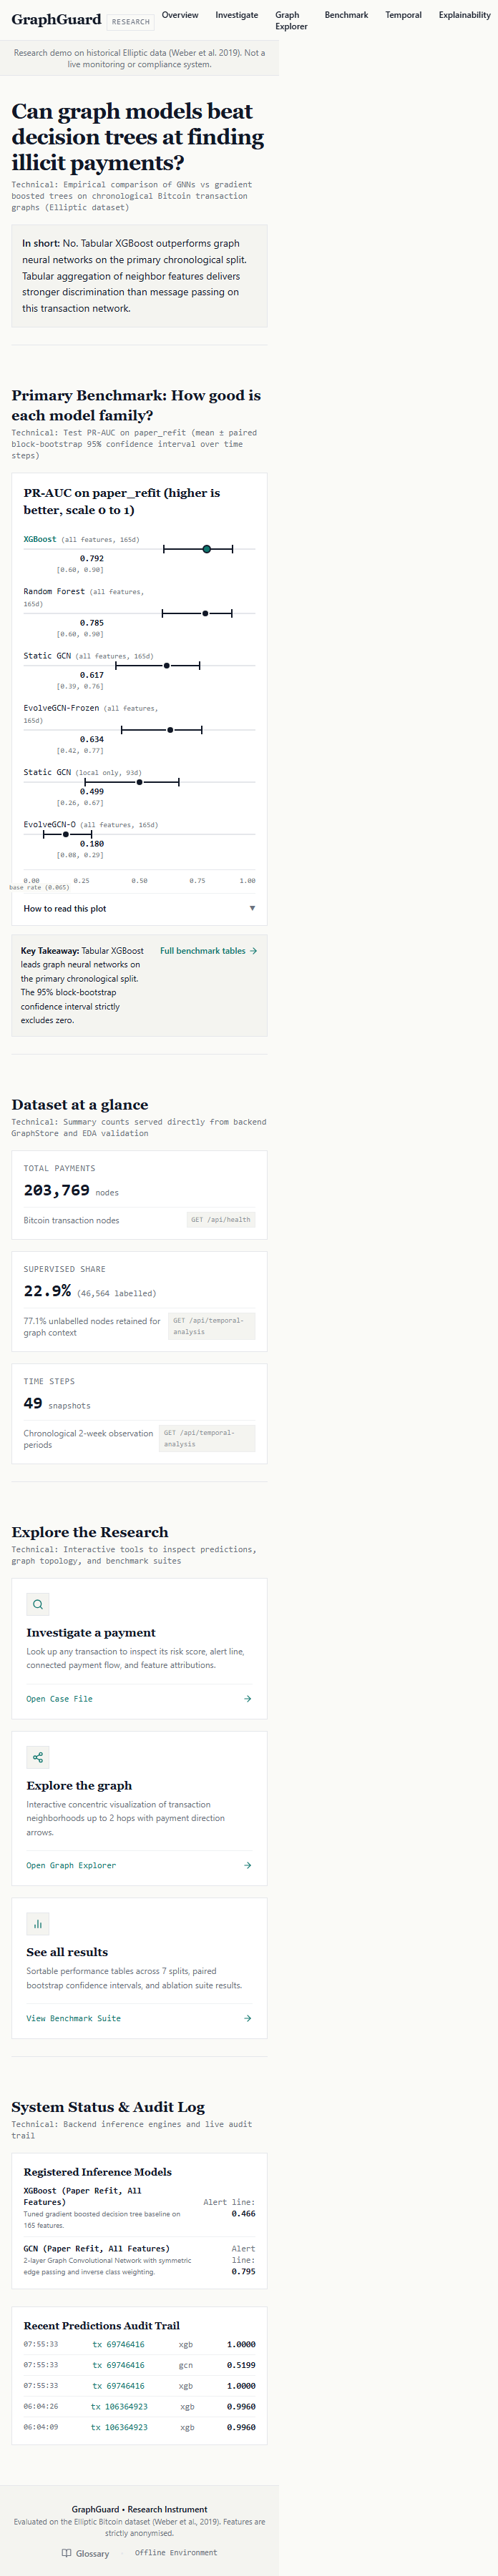 GraphGuard RESEARCH Overview Investigate Graph Explorer Benchmark Temporal Explainability
Research demo on historical Elliptic data (Weber et al. 2019). Not a
live monitoring or compliance system.
Can graph models beat
decision trees at finding
illicit payments?
Technical: Empirical comparison of GNNs vs gradient
boosted trees on chronological Bitcoin transaction
graphs (Elliptic dataset)
In short: No. Tabular XGBoost outperforms graph
neural networks on the primary chronological split.
Tabular aggregation of neighbor features delivers
stronger discrimination than message passing on
this transaction network.
Primary Benchmark: How good is
each model family?
Technical: Test PR-AUC on paper_refit (mean ± paired
block-bootstrap 95% confidence interval over time
steps)
PR-AUC on paper_refit (higher is
better, scale 0 to 1)
XGBoost (all features, 165d)
0.792
[0.60, 0.90]
Random Forest (all features,
165d)
0.785
[0.60, 0.90]
Static GCN (all features, 165d)
0.617
[0.39, 0.76]
EvolveGCN-Frozen (all features,
165d)
0.634
[0.42, 0.77]
Static GCN (local only, 93d)
0.499
[0.26, 0.67]
EvolveGCN-O (all features, 165d)
0.180
[0.08, 0.29]
0.00 0.25 0.50 0.75 1.00
base rate (0.065)
How to read this plot ▼
Key Takeaway: Tabular XGBoost
leads graph neural networks on
the primary chronological split.
The 95% block-bootstrap
confidence interval strictly
excludes zero.
Full benchmark tables →
Dataset at a glance
Technical: Summary counts served directly from backend
GraphStore and EDA validation
TOTAL PAYMENTS
203,769 nodes
Bitcoin transaction nodes GET /api/health
SUPERVISED SHARE
22.9% (46,564 labelled)
77.1% unlabelled nodes retained for
graph context
GET /api/temporal-
analysis
TIME STEPS
49 snapshots
Chronological 2-week observation
periods
GET /api/temporal-
analysis
Explore the Research
Technical: Interactive tools to inspect predictions,
graph topology, and benchmark suites
Investigate a payment
Look up any transaction to inspect its risk score, alert line,
connected payment flow, and feature attributions.
Open Case File →
Explore the graph
Interactive concentric visualization of transaction
neighborhoods up to 2 hops with payment direction
arrows.
Open Graph Explorer →
See all results
Sortable performance tables across 7 splits, paired
bootstrap confidence intervals, and ablation suite results.
View Benchmark Suite →
System Status & Audit Log
Technical: Backend inference engines and live audit
trail
Registered Inference Models
XGBoost (Paper Refit, All
Features)
Tuned gradient boosted decision tree baseline on
165 features.
Alert line:
0.466
GCN (Paper Refit, All Features)
2-layer Graph Convolutional Network with symmetric
edge passing and inverse class weighting.
Alert
line:
0.795
Recent Predictions Audit Trail
07:55:33 tx 69746416 xgb 1.0000
07:55:33 tx 69746416 gcn 0.5199
07:55:33 tx 69746416 xgb 1.0000
06:04:26 tx 106364923 xgb 0.9960
06:04:09 tx 106364923 xgb 0.9960
GraphGuard • Research Instrument
Evaluated on the Elliptic Bitcoin dataset (Weber et al., 2019). Features are
strictly anonymised.
Glossary · Offline Environment